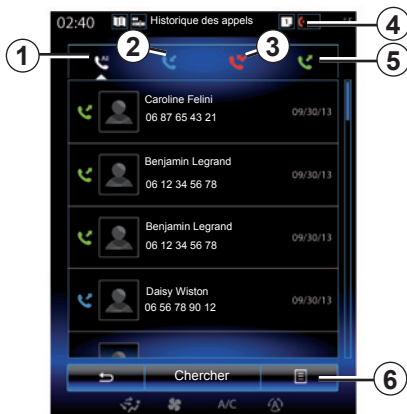 02:40 Historique des appels 1
1
2
3
4
5
All
Caroline Felini
06 87 65 43 21
09/30/13
Benjamin Legrand
06 12 34 56 78
09/30/13
Benjamin Legrand
06 12 34 56 78
09/30/13
Daisy Wiston
06 56 78 90 12
09/30/13
Chercher
6
A/C